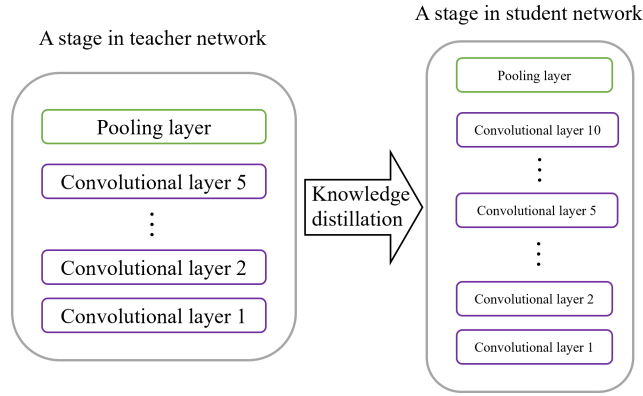 A stage in teacher network
Pooling layer
Convolutional layer 5
Convolutional layer 2
Convolutional layer 1
Knowledge
distillation
A stage in student network
Pooling layer
Convolutional layer 10
Convolutional layer 5
Convolutional layer 2
Convolutional layer 1